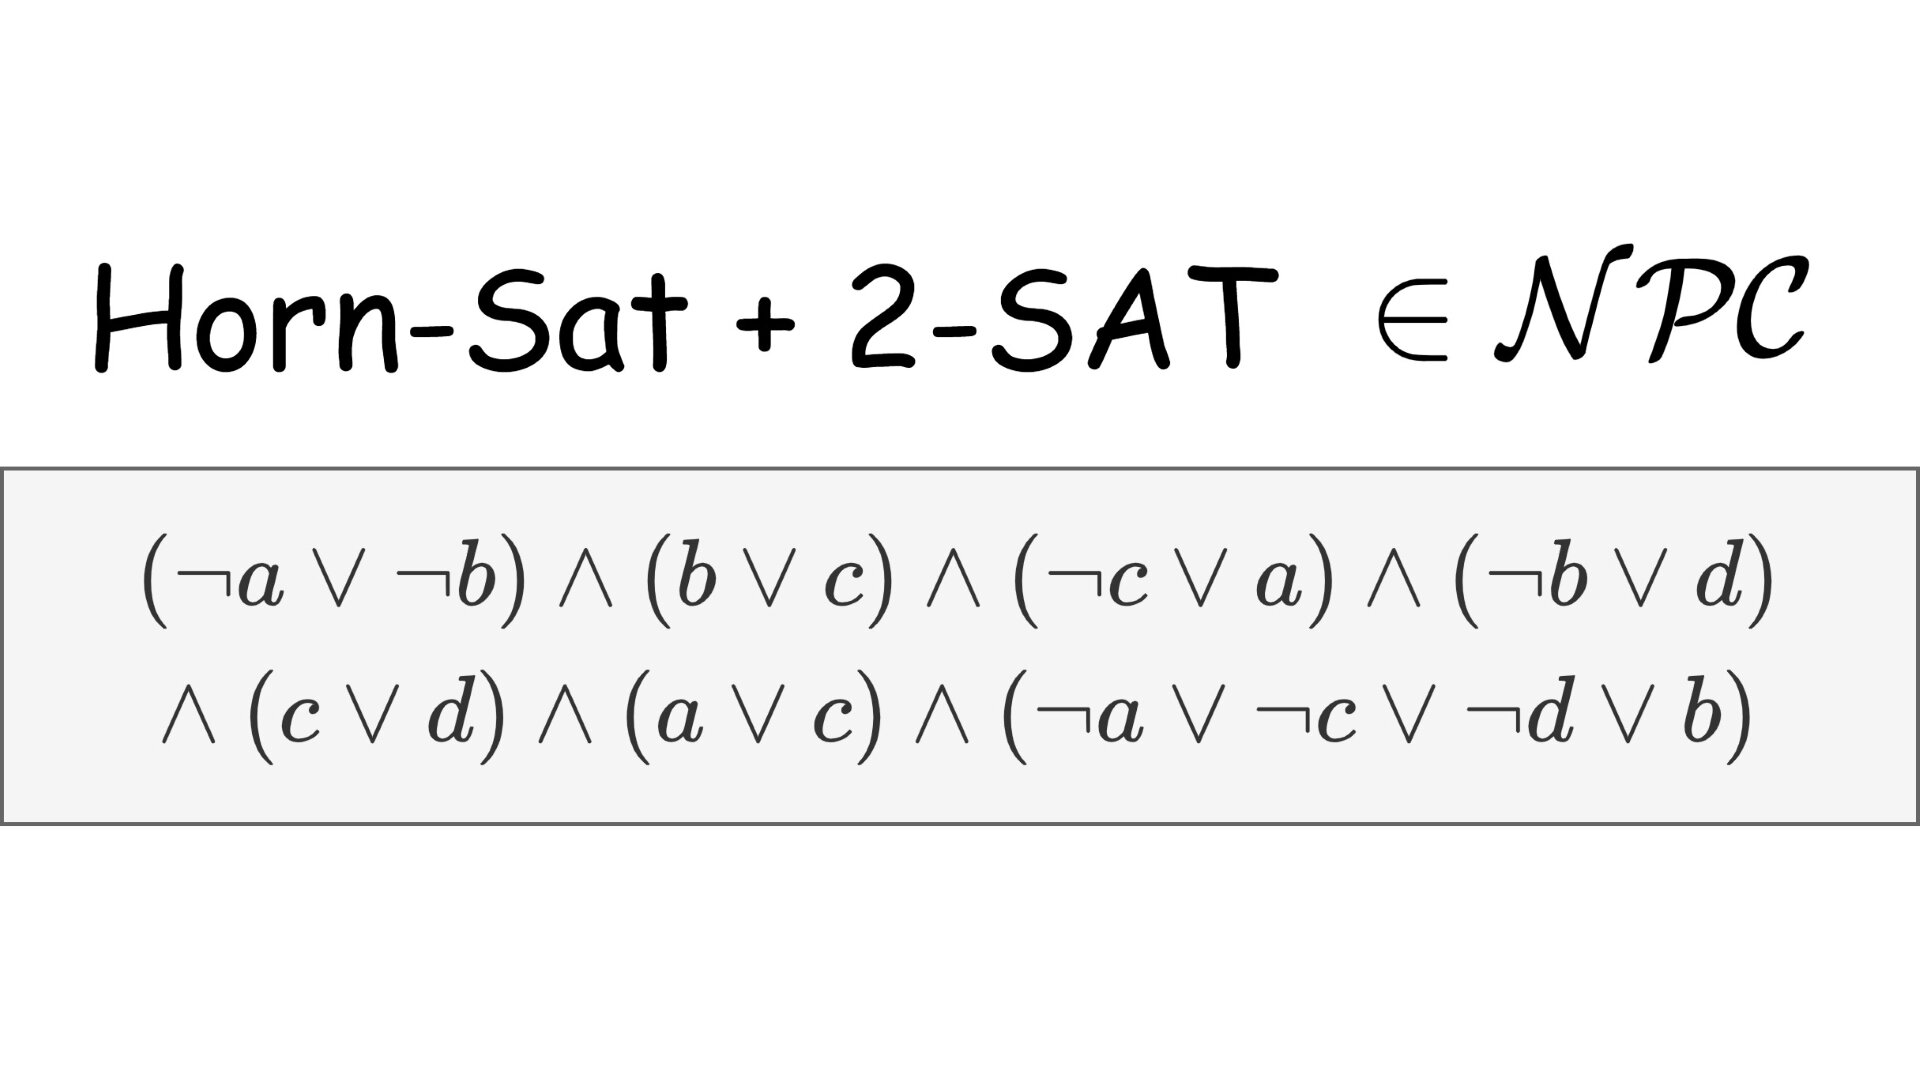 Horn-Sat + 2-SAT ∈ 𝒩𝒫𝒞
(¬a ∨ ¬b) ∧ (b ∨ c) ∧ (¬c ∨ a) ∧ (¬b ∨ d)
∧ (c ∨ d) ∧ (a ∨ c) ∧ (¬a ∨ ¬c ∨ ¬d ∨ b)